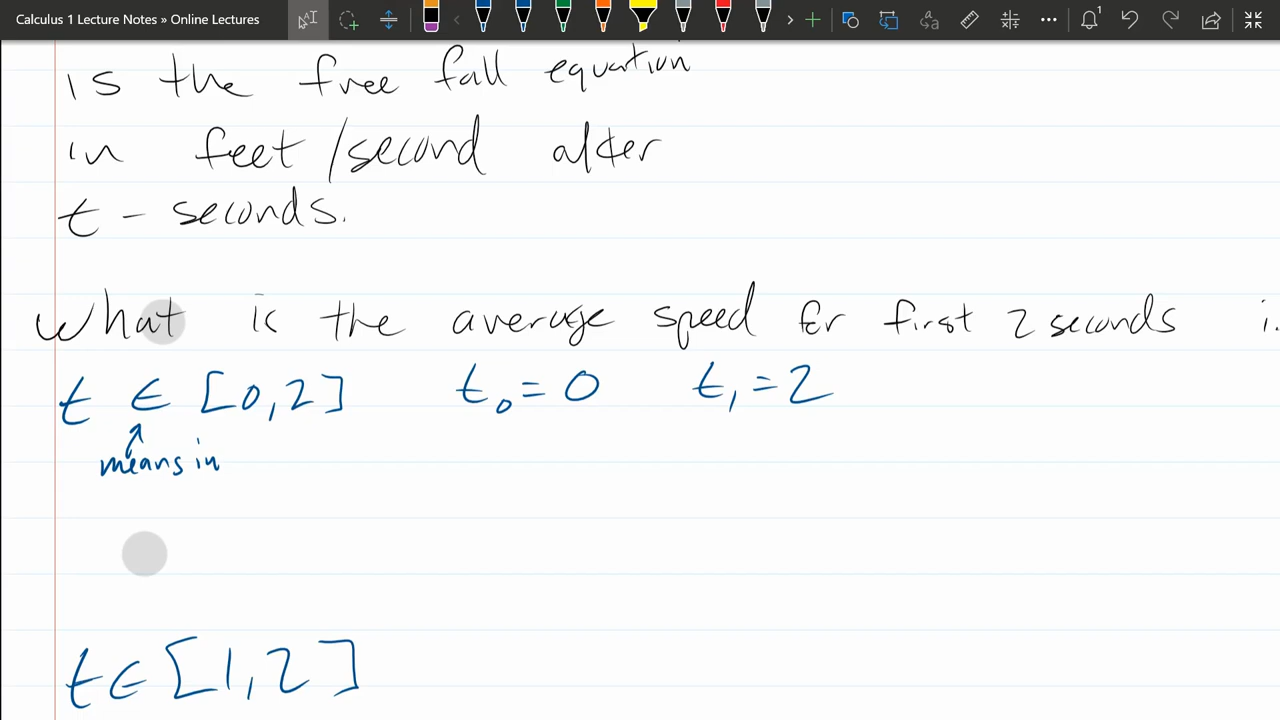 Calculus 1 Lecture Notes » Online Lectures
is the free fall equation
in feet/second after
t - seconds.
What is the average speed for first 2 seconds i.
t ∈ [0,2] t₀ = 0 t₁ = 2
means in
t ∈ [1,2]